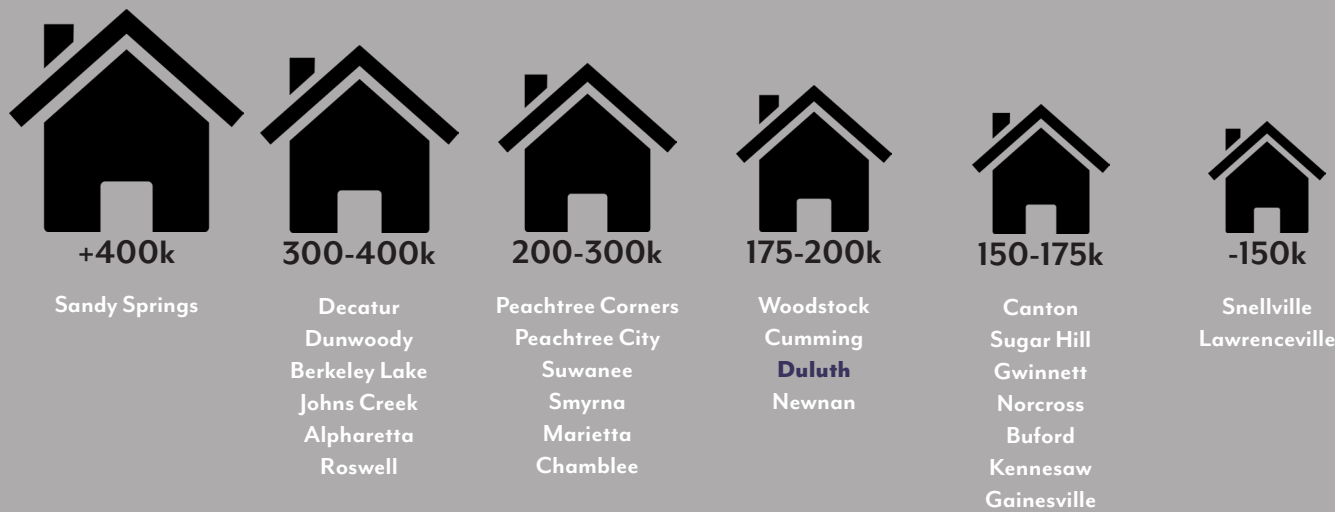 +400k
Sandy Springs
300-400k
Decatur
Dunwoody
Berkeley Lake
Johns Creek
Alpharetta
Roswell
200-300k
Peachtree Corners
Peachtree City
Suwanee
Smyrna
Marietta
Chamblee
175-200k
Woodstock
Cumming
Duluth
Newnan
150-175k
Canton
Sugar Hill
Gwinnett
Norcross
Buford
Kennesaw
Gainesville
-150k
Snellville
Lawrenceville